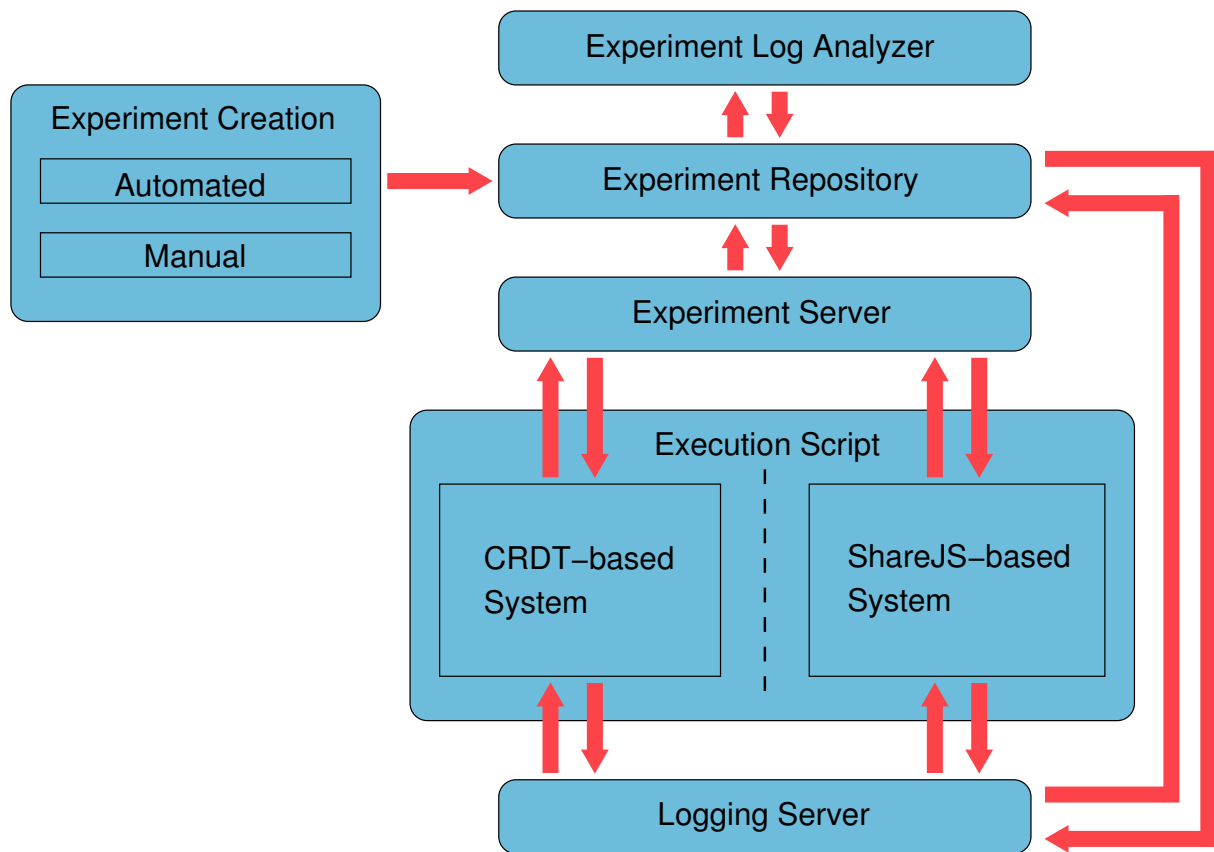 Experiment Log Analyzer
Experiment Creation
Automated
Manual
Experiment Repository
Experiment Server
Execution Script
CRDT−based
System
ShareJS−based
System
Logging Server